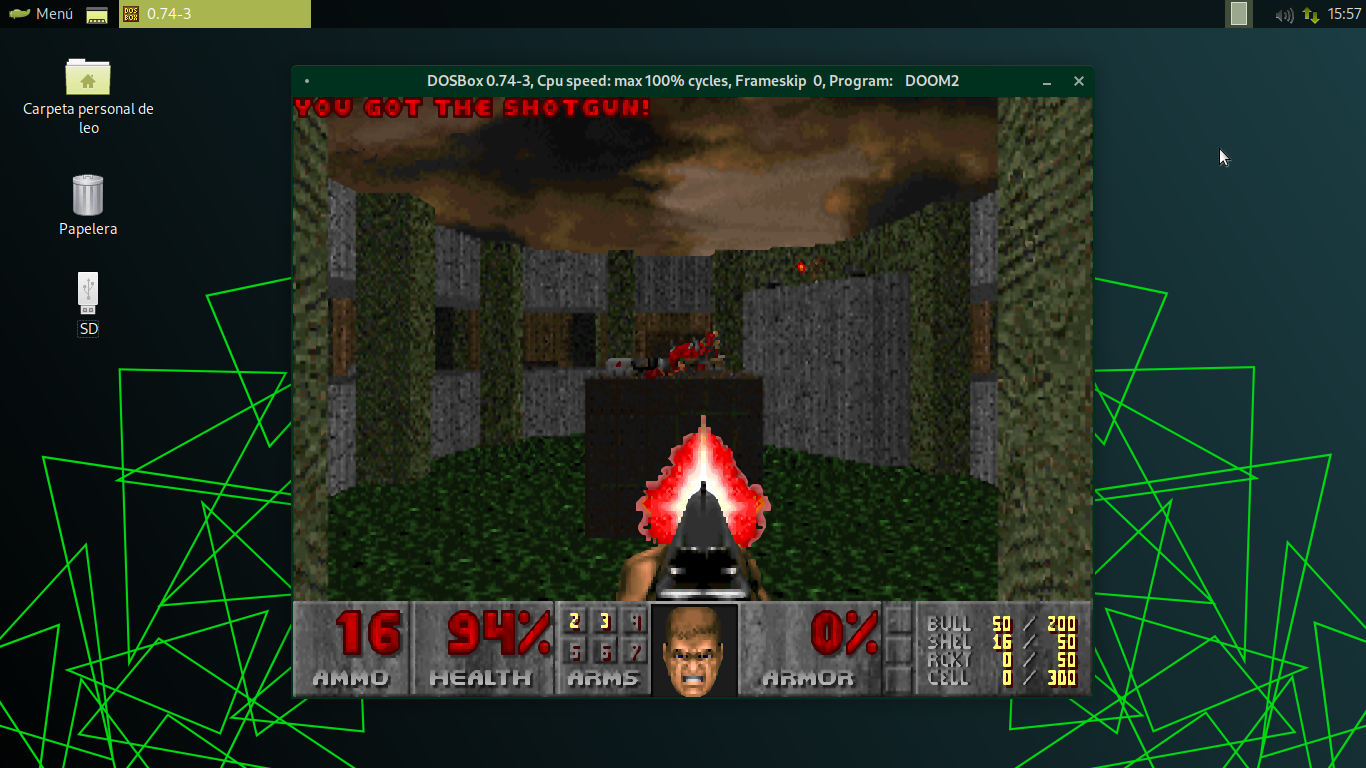 Menú
DOS BOX
0.74-3
15:57
Carpeta personal de
leo
Papelera
SD
DOSBox 0.74-3, Cpu speed: max 100% cycles, Frameskip 0, Program: DOOM2
YOU GOT THE SHOTGUN!
16
AMMO
94%
HEALTH
2 3 4
5 6 7
ARMS
0%
ARMOR
BULL 50 / 200
SHEL 16 / 50
RCKT 0 / 50
CELL 0 / 300